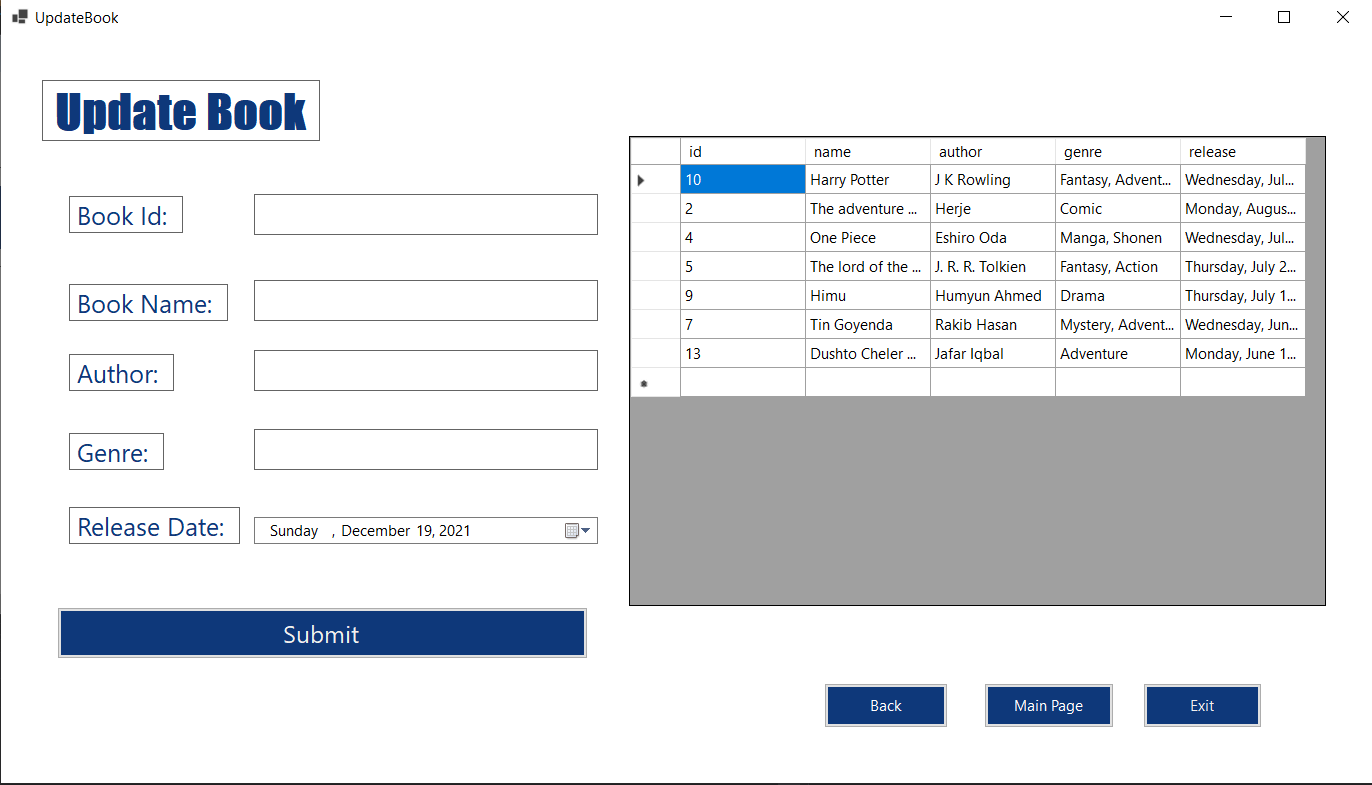 UpdateBook
Update Book
Book Id:
Book Name:
Author:
Genre:
Release Date:
Sunday , December 19, 2021
Submit
id name author genre release
10 Harry Potter J K Rowling Fantasy, Advent... Wednesday, Jul...
2 The adventure ... Herje Comic Monday, Augus...
4 One Piece Eshiro Oda Manga, Shonen Wednesday, Jul...
5 The lord of the ... J. R. R. Tolkien Fantasy, Action Thursday, July 2...
9 Himu Humyun Ahmed Drama Thursday, July 1...
7 Tin Goyenda Rakib Hasan Mystery, Advent... Wednesday, Jun...
13 Dushto Cheler ... Jafar Iqbal Adventure Monday, June 1...
Back Main Page Exit